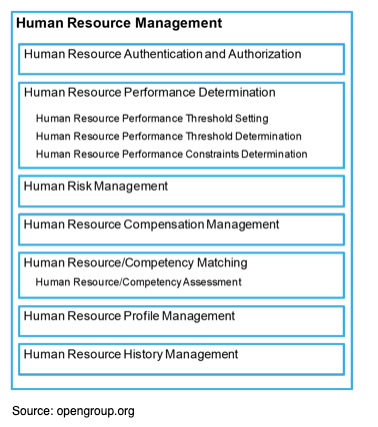 Human Resource Management
Human Resource Authentication and Authorization
Human Resource Performance Determination
Human Resource Performance Threshold Setting
Human Resource Performance Threshold Determination
Human Resource Performance Constraints Determination
Human Risk Management
Human Resource Compensation Management
Human Resource/Competency Matching
Human Resource/Competency Assessment
Human Resource Profile Management
Human Resource History Management
Source: opengroup.org